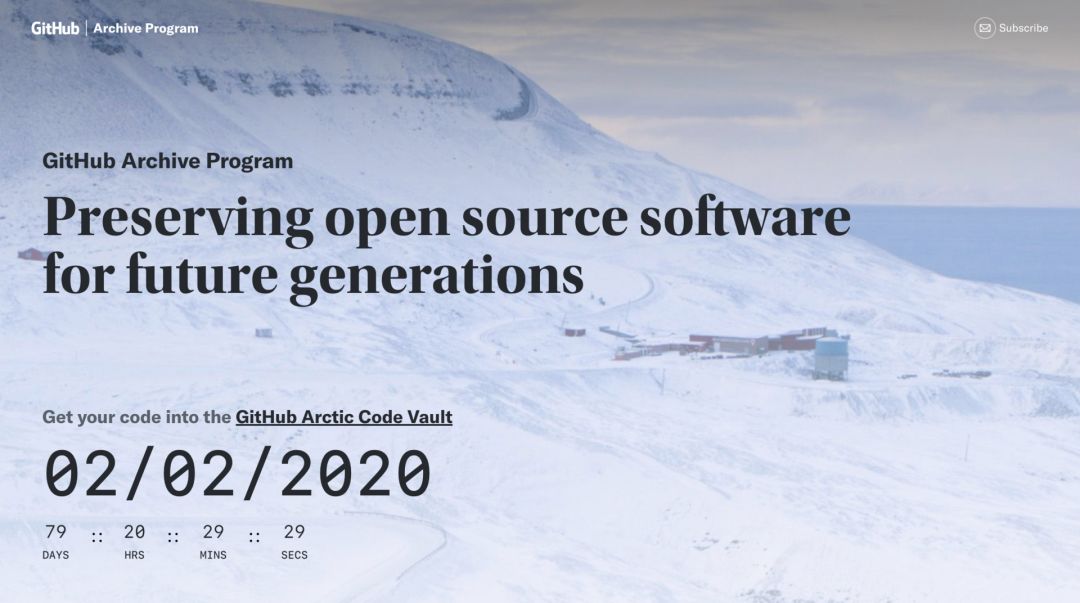 GitHub | Archive Program
Subscribe
GitHub Archive Program
Preserving open source software
for future generations
Get your code into the GitHub Arctic Code Vault
02/02/2020
79 :: 20 :: 29 :: 29
DAYS HRS MINS SECS